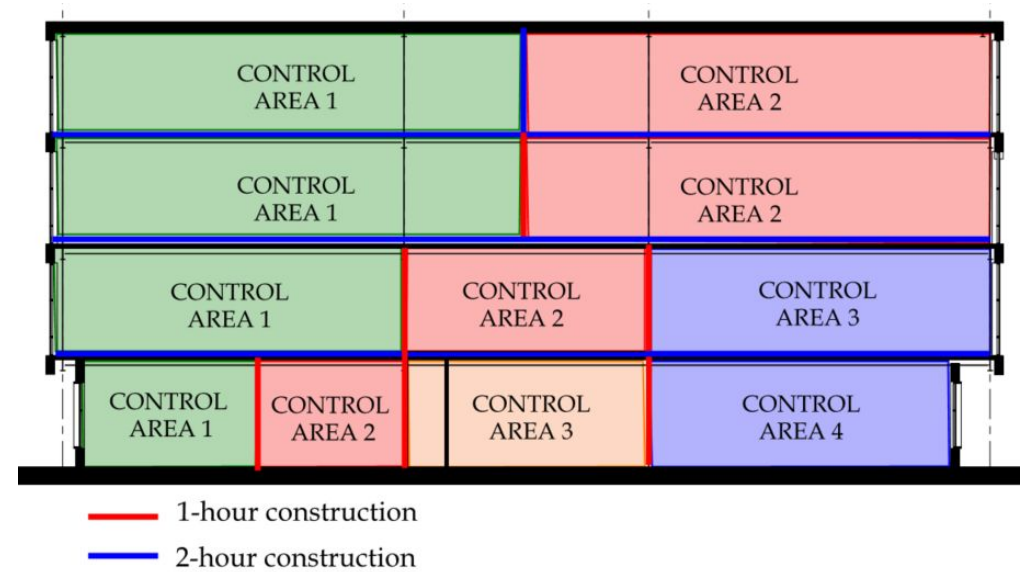 CONTROL
AREA 1
CONTROL
AREA 2
CONTROL
AREA 1
CONTROL
AREA 2
CONTROL
AREA 1
CONTROL
AREA 2
CONTROL
AREA 3
CONTROL
AREA 1
CONTROL
AREA 2
CONTROL
AREA 3
CONTROL
AREA 4
1-hour construction
2-hour construction